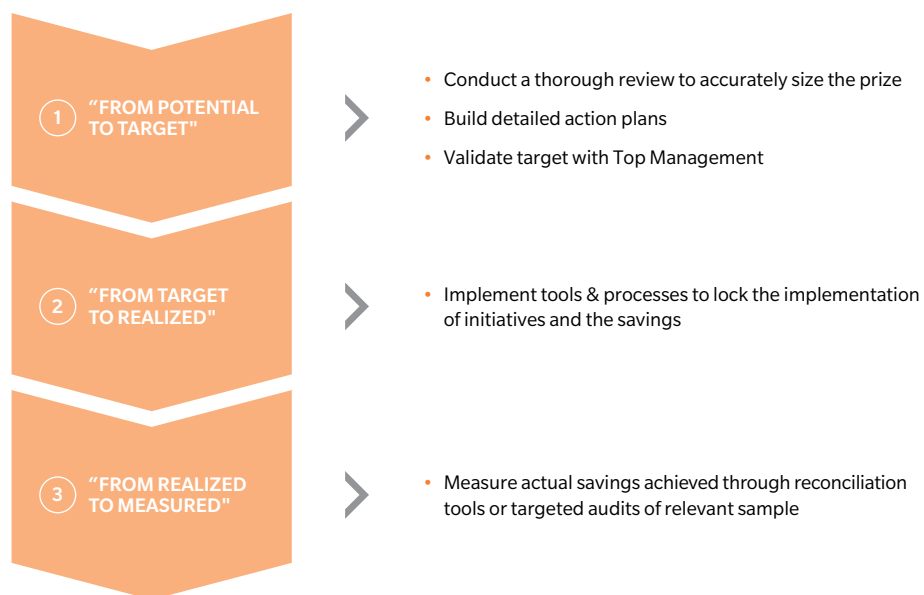 1
“FROM POTENTIAL
TO TARGET"
• Conduct a thorough review to accurately size the prize
• Build detailed action plans
• Validate target with Top Management
2
“FROM TARGET
TO REALIZED"
• Implement tools & processes to lock the implementation
of initiatives and the savings
3
“FROM REALIZED
TO MEASURED"
• Measure actual savings achieved through reconciliation
tools or targeted audits of relevant sample